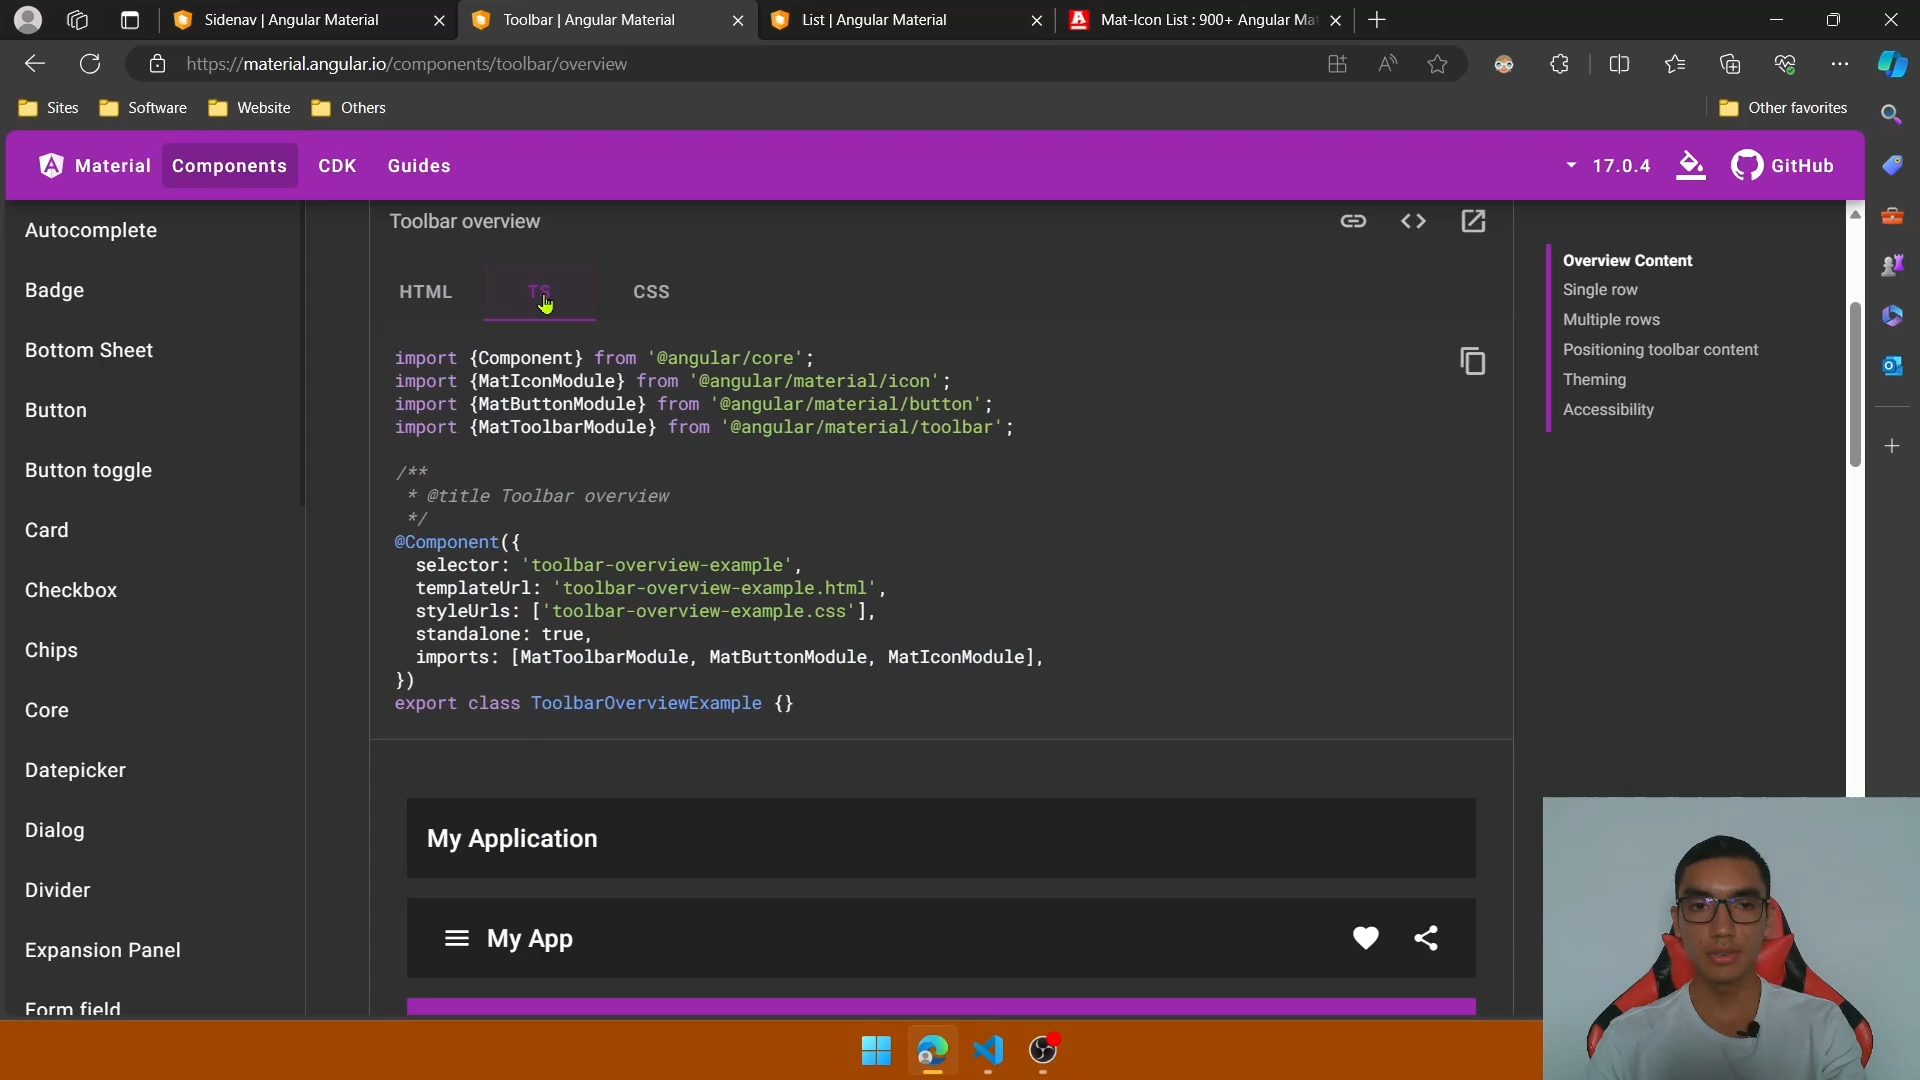 Sidenav | Angular Material
Toolbar | Angular Material
List | Angular Material
Mat-Icon List : 900+ Angular Mat
https://material.angular.io/components/toolbar/overview
Sites
Software
Website
Others
Other favorites
Material
Components
CDK
Guides
17.0.4
GitHub
Autocomplete
Badge
Bottom Sheet
Button
Button toggle
Card
Checkbox
Chips
Core
Datepicker
Dialog
Divider
Expansion Panel
Form field
Toolbar overview
HTML
TS
CSS
import {Component} from '@angular/core';
import {MatIconModule} from '@angular/material/icon';
import {MatButtonModule} from '@angular/material/button';
import {MatToolbarModule} from '@angular/material/toolbar';
/**
* @title Toolbar overview
*/
@Component({
selector: 'toolbar-overview-example',
templateUrl: 'toolbar-overview-example.html',
styleUrls: ['toolbar-overview-example.css'],
standalone: true,
imports: [MatToolbarModule, MatButtonModule, MatIconModule],
})
export class ToolbarOverviewExample {}
My Application
My App
Overview Content
Single row
Multiple rows
Positioning toolbar content
Theming
Accessibility